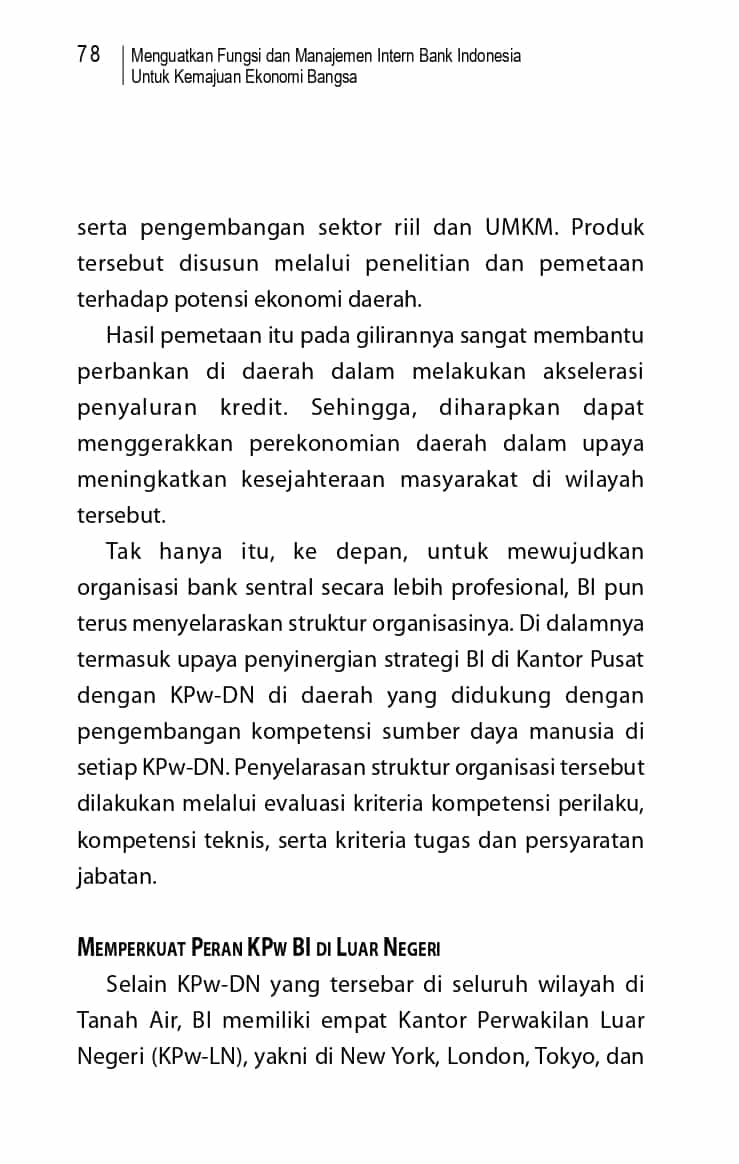 78
Menguatkan Fungsi dan Manajemen Intern Bank Indonesia
Untuk Kemajuan Ekonomi Bangsa
serta pengembangan sektor riil dan UMKM. Produk
tersebut disusun melalui penelitian dan pemetaan
terhadap potensi ekonomi daerah.
Hasil pemetaan itu pada gilirannya sangat membantu
perbankan di daerah dalam melakukan akselerasi
penyaluran kredit. Sehingga, diharapkan dapat
menggerakkan perekonomian daerah dalam upaya
meningkatkan kesejahteraan masyarakat di wilayah
tersebut.
Tak hanya itu, ke depan, untuk mewujudkan
organisasi bank sentral secara lebih profesional, BI pun
terus menyelaraskan struktur organisasinya. Di dalamnya
termasuk upaya penyinergian strategi BI di Kantor Pusat
dengan KPw-DN di daerah yang didukung dengan
pengembangan kompetensi sumber daya manusia di
setiap KPw-DN. Penyelarasan struktur organisasi tersebut
dilakukan melalui evaluasi kriteria kompetensi perilaku,
kompetensi teknis, serta kriteria tugas dan persyaratan
jabatan.
Memperkuat Peran KPw BI di Luar Negeri
Selain KPw-DN yang tersebar di seluruh wilayah di
Tanah Air, BI memiliki empat Kantor Perwakilan Luar
Negeri (KPw-LN), yakni di New York, London, Tokyo, dan